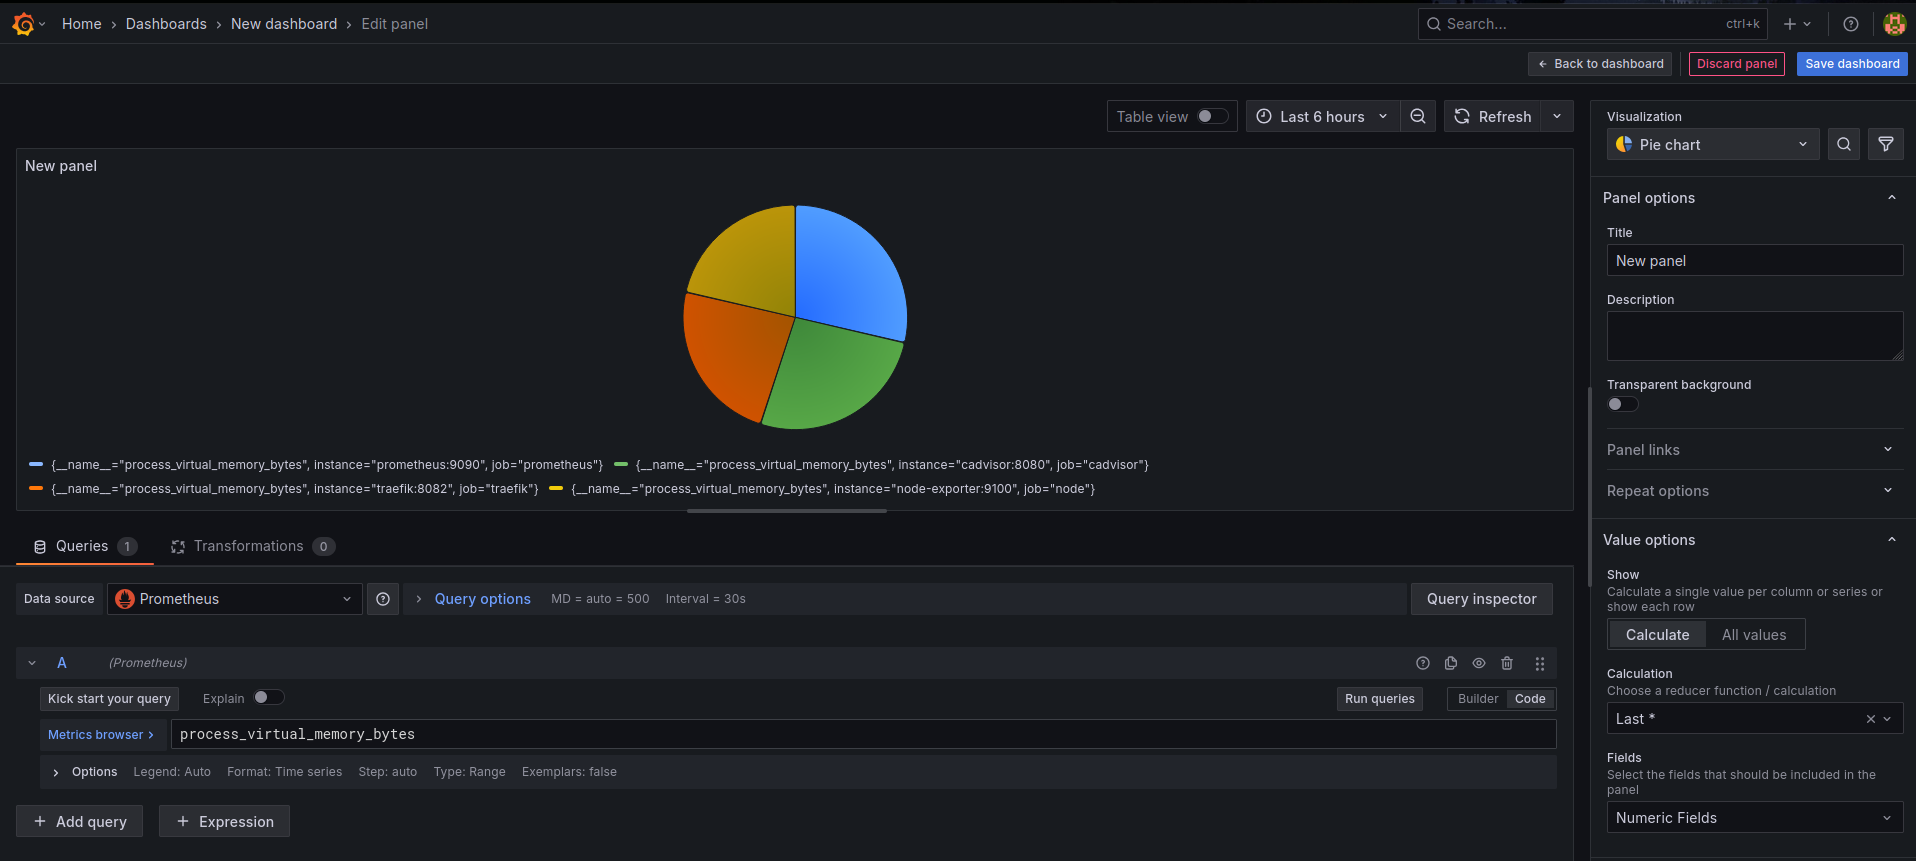 Home › Dashboards › New dashboard › Edit panel
Search...
ctrl+k
Back to dashboard
Discard panel
Save dashboard
Table view
Last 6 hours
Refresh
New panel
{__name__="process_virtual_memory_bytes", instance="prometheus:9090", job="prometheus"} {__name__="process_virtual_memory_bytes", instance="cadvisor:8080", job="cadvisor"}
{__name__="process_virtual_memory_bytes", instance="traefik:8082", job="traefik"} {__name__="process_virtual_memory_bytes", instance="node-exporter:9100", job="node"}
Queries 1
Transformations 0
Data source
Prometheus
Query options MD = auto = 500 Interval = 30s
Query inspector
A (Prometheus)
Kick start your query
Explain
Run queries
Builder
Code
Metrics browser
process_virtual_memory_bytes
Options Legend: Auto Format: Time series Step: auto Type: Range Exemplars: false
+ Add query
+ Expression
Visualization
Pie chart
Panel options
Title
New panel
Description
Transparent background
Panel links
Repeat options
Value options
Show
Calculate a single value per column or series or
show each row
Calculate
All values
Calculation
Choose a reducer function / calculation
Last *
Fields
Select the fields that should be included in the
panel
Numeric Fields